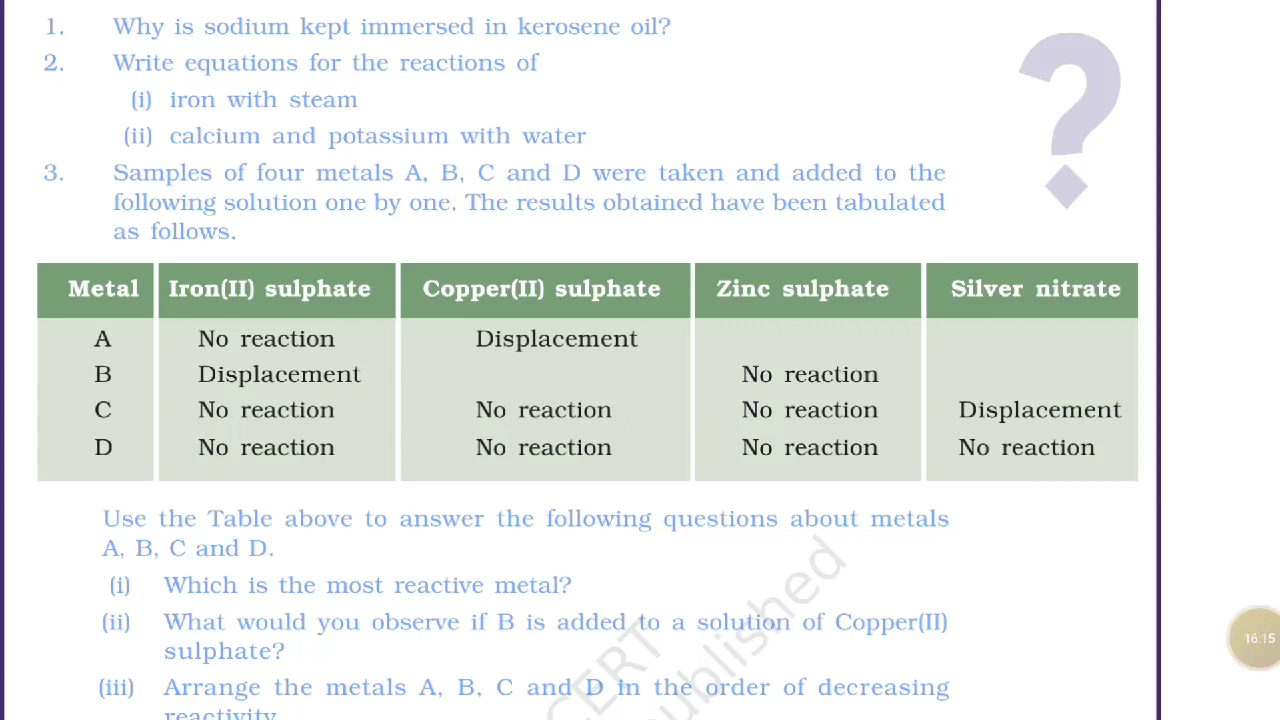 1. Why is sodium kept immersed in kerosene oil?
2. Write equations for the reactions of
(i) iron with steam
(ii) calcium and potassium with water
3. Samples of four metals A, B, C and D were taken and added to the
following solution one by one. The results obtained have been tabulated
as follows.
Metal Iron(II) sulphate Copper(II) sulphate Zinc sulphate Silver nitrate
A No reaction Displacement
B Displacement No reaction
C No reaction No reaction No reaction Displacement
D No reaction No reaction No reaction No reaction
Use the Table above to answer the following questions about metals
A, B, C and D.
(i) Which is the most reactive metal?
(ii) What would you observe if B is added to a solution of Copper(II)
sulphate?
(iii) Arrange the metals A, B, C and D in the order of decreasing
reactivity.
?
16:15